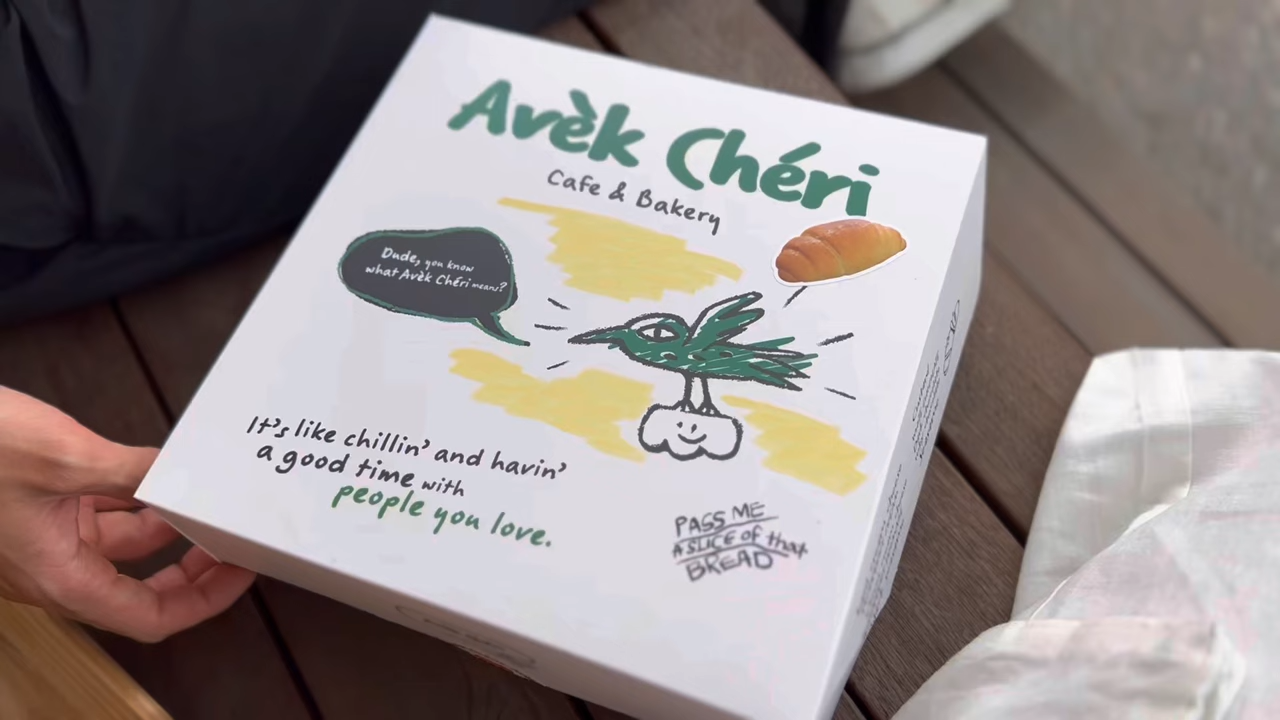 Avèk Chéri
Cafe & Bakery
Dude, you know
what Avèk Chéri means?
It's like chillin' and havin'
a good time with
people you love.
PASS ME
A SLICE of that
BREAD